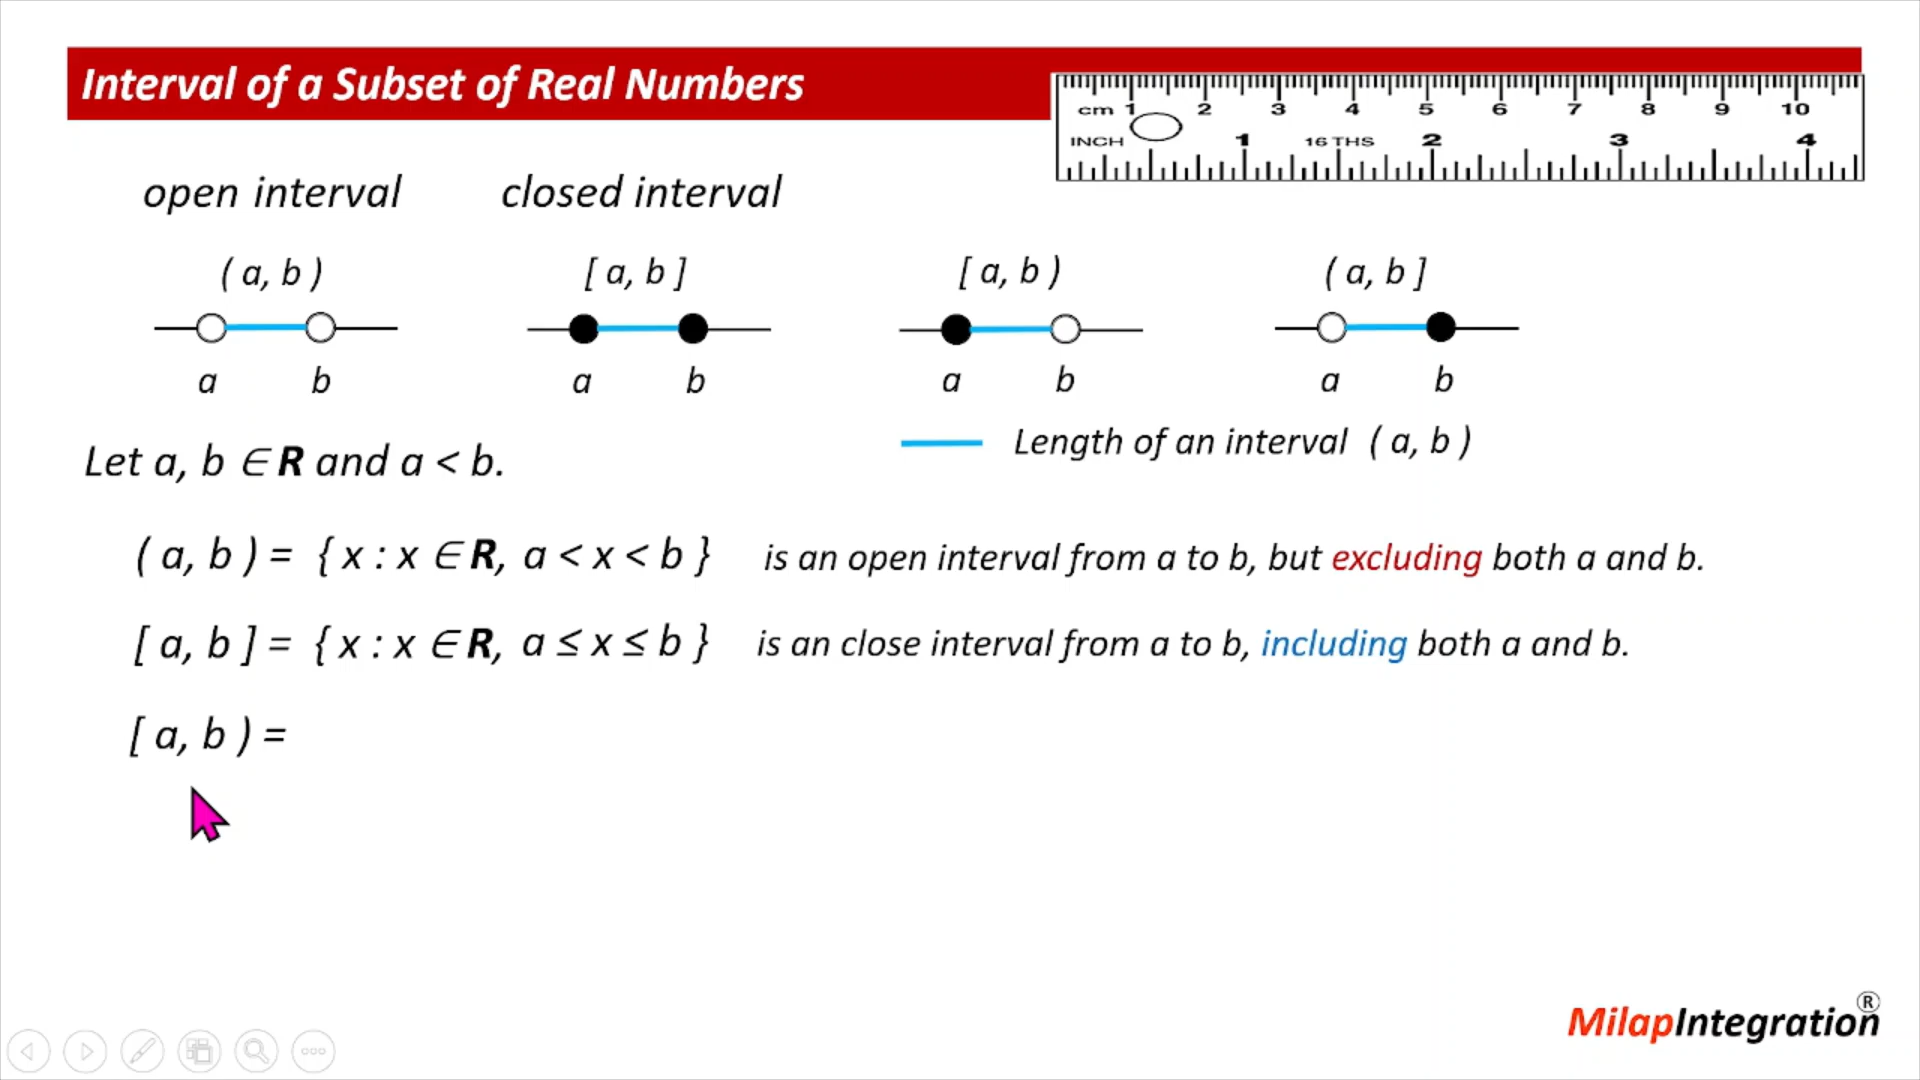 Interval of a Subset of Real Numbers
cm 1 2 3 4 5 6 7 8 9 10
INCH 1 16 THS 2 3 4
open interval closed interval
( a, b ) [ a, b ] [ a, b ) ( a, b ]
a b a b a b a b
Length of an interval ( a, b )
Let a, b ∈ R and a < b.
( a, b ) = { x : x ∈ R, a < x < b } is an open interval from a to b, but excluding both a and b.
[ a, b ] = { x : x ∈ R, a ≤ x ≤ b } is an close interval from a to b, including both a and b.
[ a, b ) =
MilapIntegration®